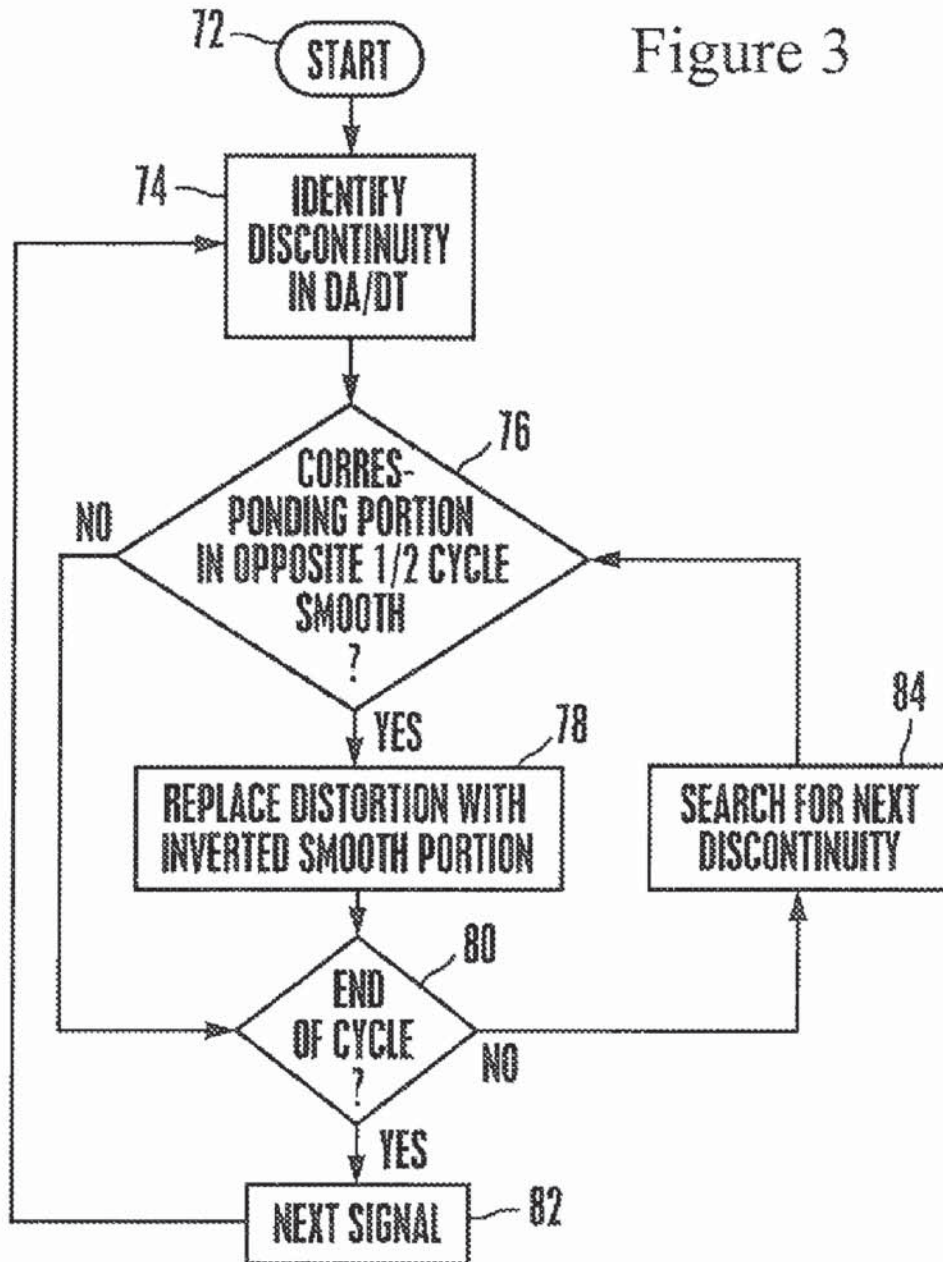 Figure 3
72
START
74
IDENTIFY
DISCONTINUITY
IN DA/DT
76
CORRES-
PONDING PORTION
IN OPPOSITE 1/2 CYCLE
SMOOTH
?
NO
YES
78
REPLACE DISTORTION WITH
INVERTED SMOOTH PORTION
84
SEARCH FOR NEXT
DISCONTINUITY
80
END
OF CYCLE
?
NO
YES
NEXT SIGNAL
82